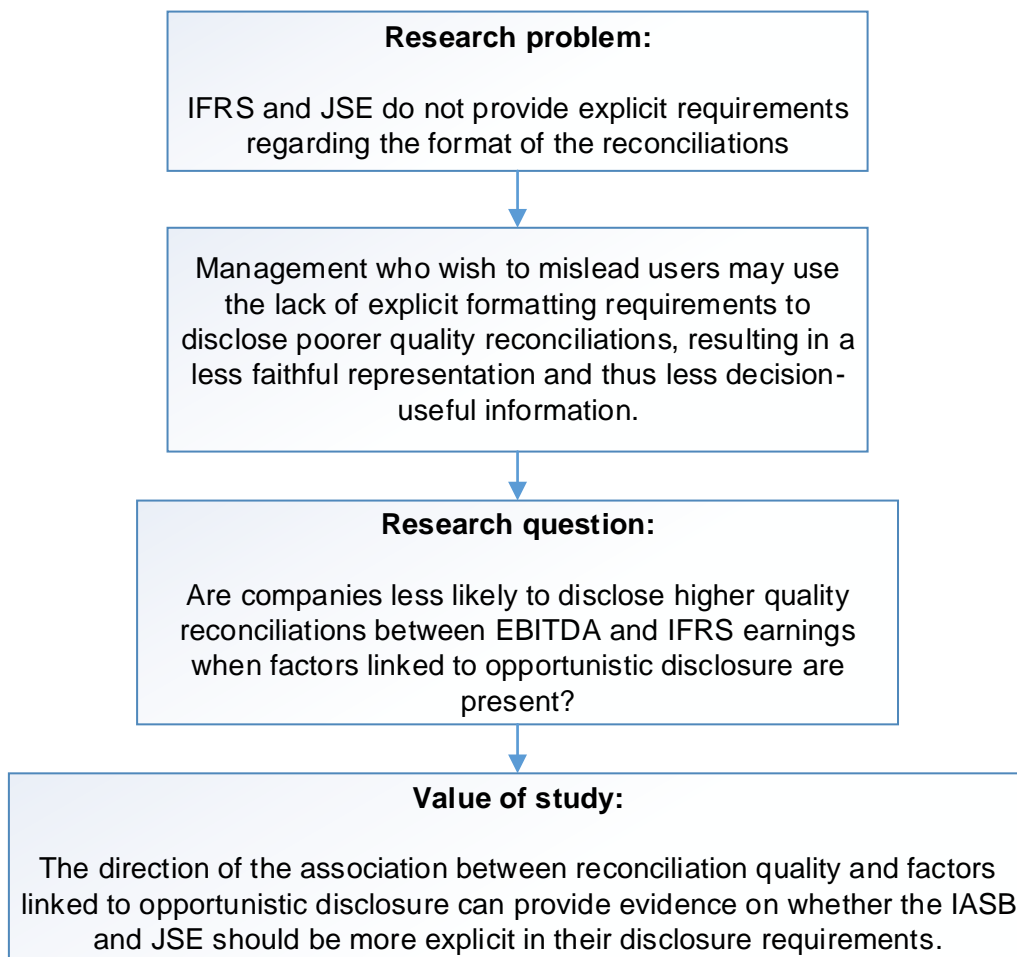 Research problem:
IFRS and JSE do not provide explicit requirements
regarding the format of the reconciliations
Management who wish to mislead users may use
the lack of explicit formatting requirements to
disclose poorer quality reconciliations, resulting in a
less faithful representation and thus less decision-
useful information.
Research question:
Are companies less likely to disclose higher quality
reconciliations between EBITDA and IFRS earnings
when factors linked to opportunistic disclosure are
present?
Value of study:
The direction of the association between reconciliation quality and factors
linked to opportunistic disclosure can provide evidence on whether the IASB
and JSE should be more explicit in their disclosure requirements.